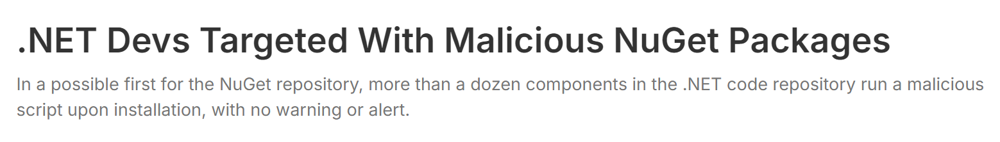 .NET Devs Targeted With Malicious NuGet Packages
In a possible first for the NuGet repository, more than a dozen components in the .NET code repository run a malicious
script upon installation, with no warning or alert.